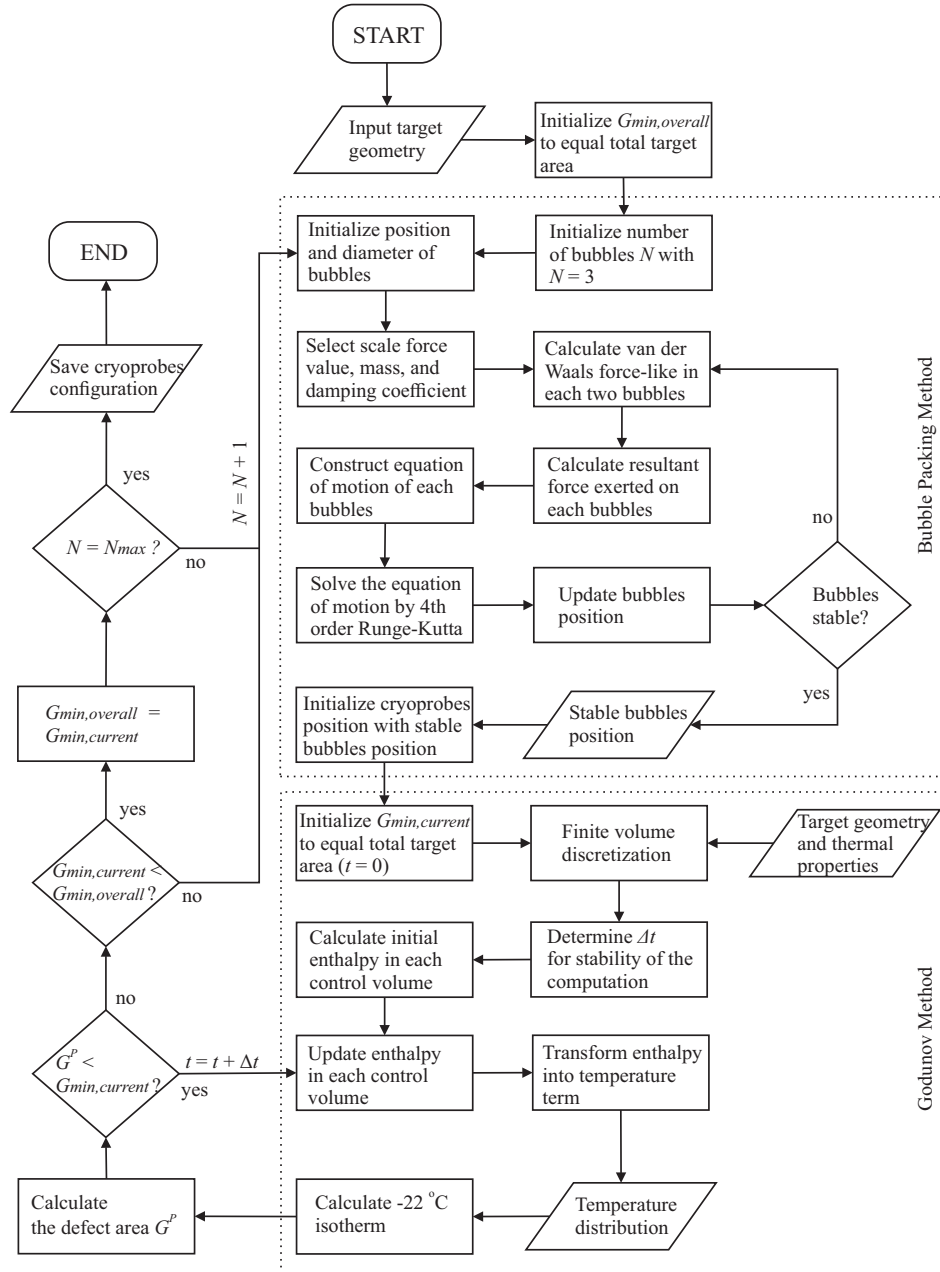 START
Input target
geometry
Initialize Gmin,overall
to equal total target
area
Initialize number
of bubbles N with
N = 3
Initialize position
and diameter of
bubbles
Select scale force
value, mass, and
damping coefficient
Calculate van der
Waals force-like in
each two bubbles
Calculate resultant
force exerted on
each bubbles
Construct equation
of motion of each
bubbles
Solve the equation
of motion by 4th
order Runge-Kutta
Update bubbles
position
Bubbles
stable?
no
yes
Stable bubbles
position
Initialize cryoprobes
position with stable
bubbles position
Bubble Packing Method
Initialize Gmin,current
to equal total target
area (t = 0)
Finite volume
discretization
Target geometry
and thermal
properties
Determine Δt
for stability of the
computation
Calculate initial
enthalpy in each
control volume
Update enthalpy
in each control
volume
Transform enthalpy
into temperature
term
Temperature
distribution
Calculate -22 °C
isotherm
Godunov Method
Calculate
the defect area G^P
G^P <
Gmin,current ?
t = t + Δt
yes
no
Gmin,current <
Gmin,overall ?
no
yes
Gmin,overall =
Gmin,current
N = Nmax ?
no
N = N + 1
yes
Save cryoprobes
configuration
END